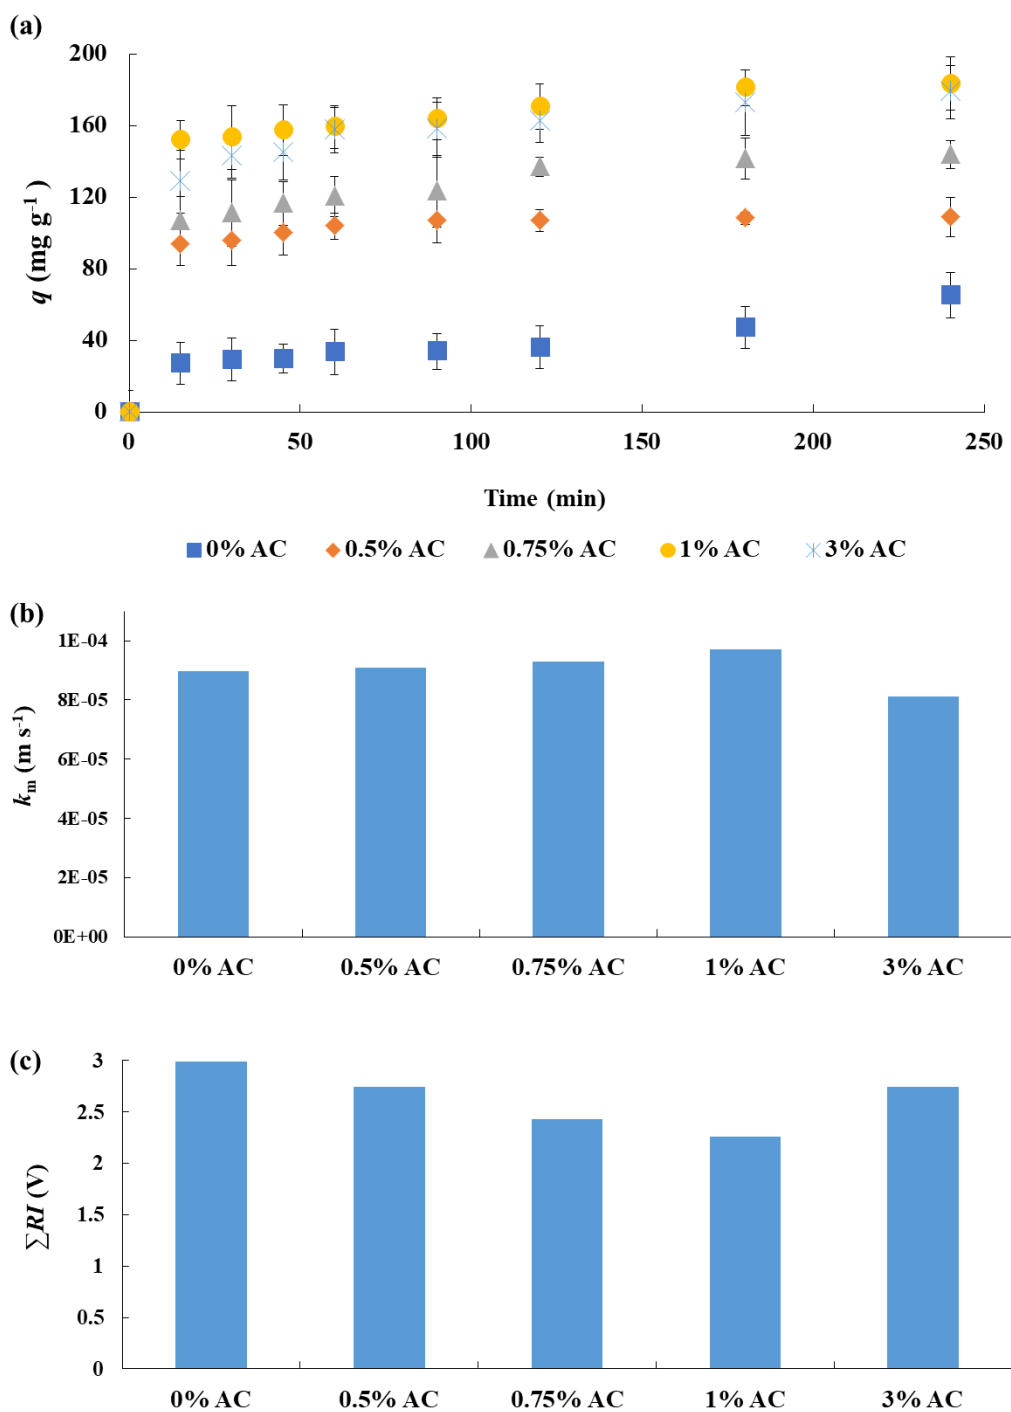 (a)
200
160
120
80
40
0
q (mg g⁻¹)
0 50 100 150 200 250
Time (min)
0% AC 0.5% AC 0.75% AC 1% AC 3% AC
(b)
1E-04
8E-05
6E-05
4E-05
2E-05
0E+00
kₘ (m s⁻¹)
0% AC 0.5% AC 0.75% AC 1% AC 3% AC
(c)
3
2.5
2
1.5
1
0.5
0
∑RI (V)
0% AC 0.5% AC 0.75% AC 1% AC 3% AC